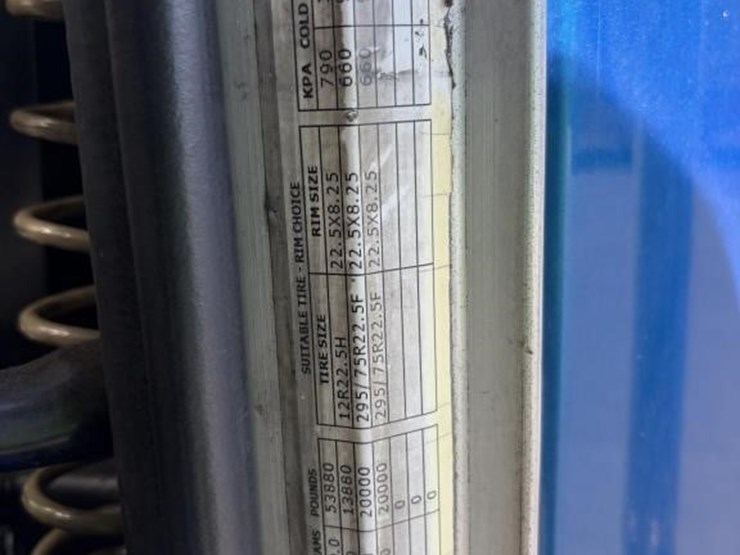 SUITABLE TIRE - RIM CHOICE
POUNDS TIRE SIZE RIM SIZE KPA COLD
53880
13880 12R22.5H 22.5X8.25 790
20000 295/75R22.5F 22.5X8.25 660
20000 295/75R22.5F 22.5X8.25 660
0
0
0